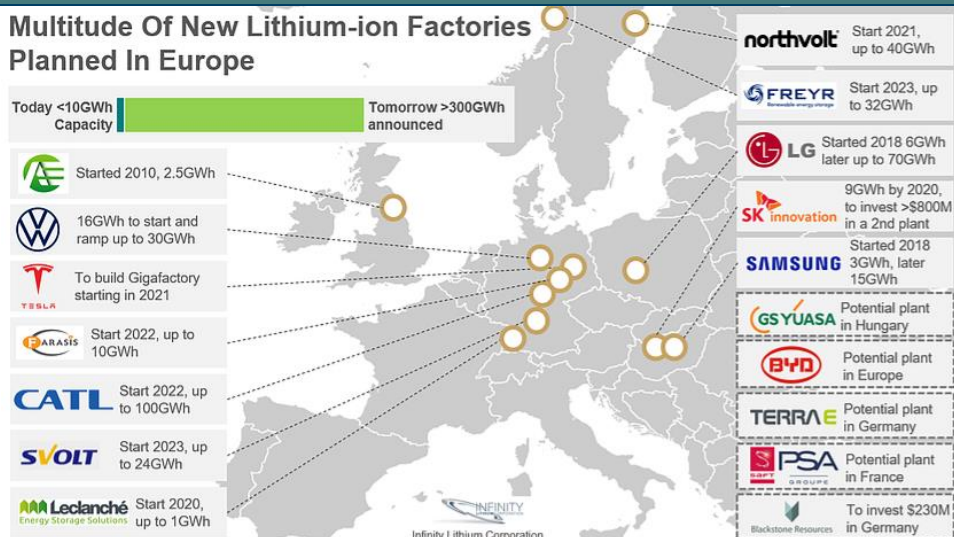 Multitude Of New Lithium-ion Factories
Planned In Europe
Today <10GWh
Capacity
Tomorrow >300GWh
announced
Started 2010, 2.5GWh
16GWh to start and
ramp up to 30GWh
TESLA
To build Gigafactory
starting in 2021
FARASIS
Start 2022, up to
10GWh
CATL
Start 2022, up
to 100GWh
SVOLT
Start 2023, up
to 24GWh
Leclanché
Energy Storage Solutions
Start 2020,
up to 1GWh
northvolt
Start 2021,
up to 40GWh
FREYR
Renewable energy storage
Start 2023, up
to 32GWh
LG
Started 2018 6GWh
later up to 70GWh
SK innovation
9GWh by 2020,
to invest >$800M
in a 2nd plant
SAMSUNG
Started 2018
3GWh, later
15GWh
GS YUASA
Potential plant
in Hungary
BYD
Potential plant
in Europe
TERRA E
Potential plant
in Germany
SAFT
PSA
GROUPE
Potential plant
in France
Blackstone Resources
To invest $230M
in Germany
INFINITY
Infinity Lithium Corporation